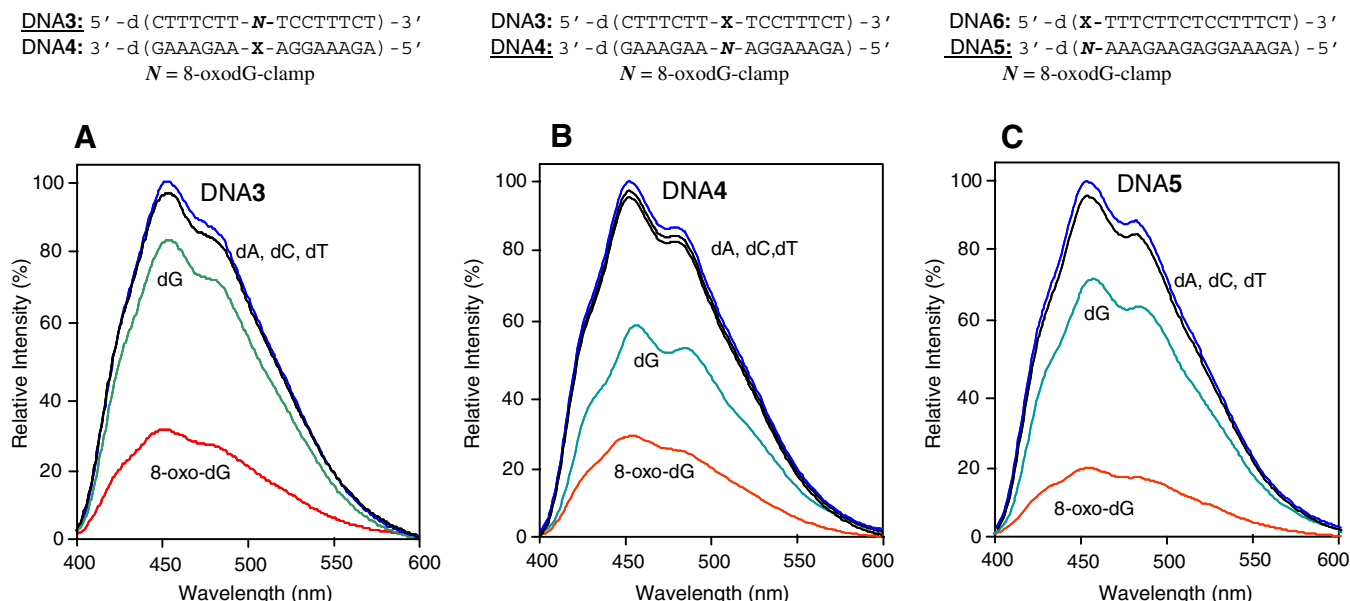 DNA3: 5'-d(CTTTCTT-N-TCCTTTCT)-3'
DNA4: 3'-d(GAAAGAA-X-AGGAAAGA)-5'
N = 8-oxodG-clamp
DNA3: 5'-d(CTTTCTT-X-TCCTTTCT)-3'
DNA4: 3'-d(GAAAGAA-N-AGGAAAGA)-5'
N = 8-oxodG-clamp
DNA6: 5'-d(X-TTTCTTCTCCTTTCT)-3'
DNA5: 3'-d(N-AAAGAAGAGGAAAGA)-5'
N = 8-oxodG-clamp
A
DNA3
Relative Intensity (%)
100
80
60
40
20
0
dA, dC, dT
dG
8-oxo-dG
400
450
500
550
600
Wavelength (nm)
B
DNA4
Relative Intensity (%)
100
80
60
40
20
0
dA, dC,dT
dG
8-oxo-dG
400
450
500
550
600
Wavelength (nm)
C
DNA5
Relative Intensity (%)
100
80
60
40
20
0
dA, dC, dT
dG
8-oxo-dG
400
450
500
550
600
Wavelength (nm)